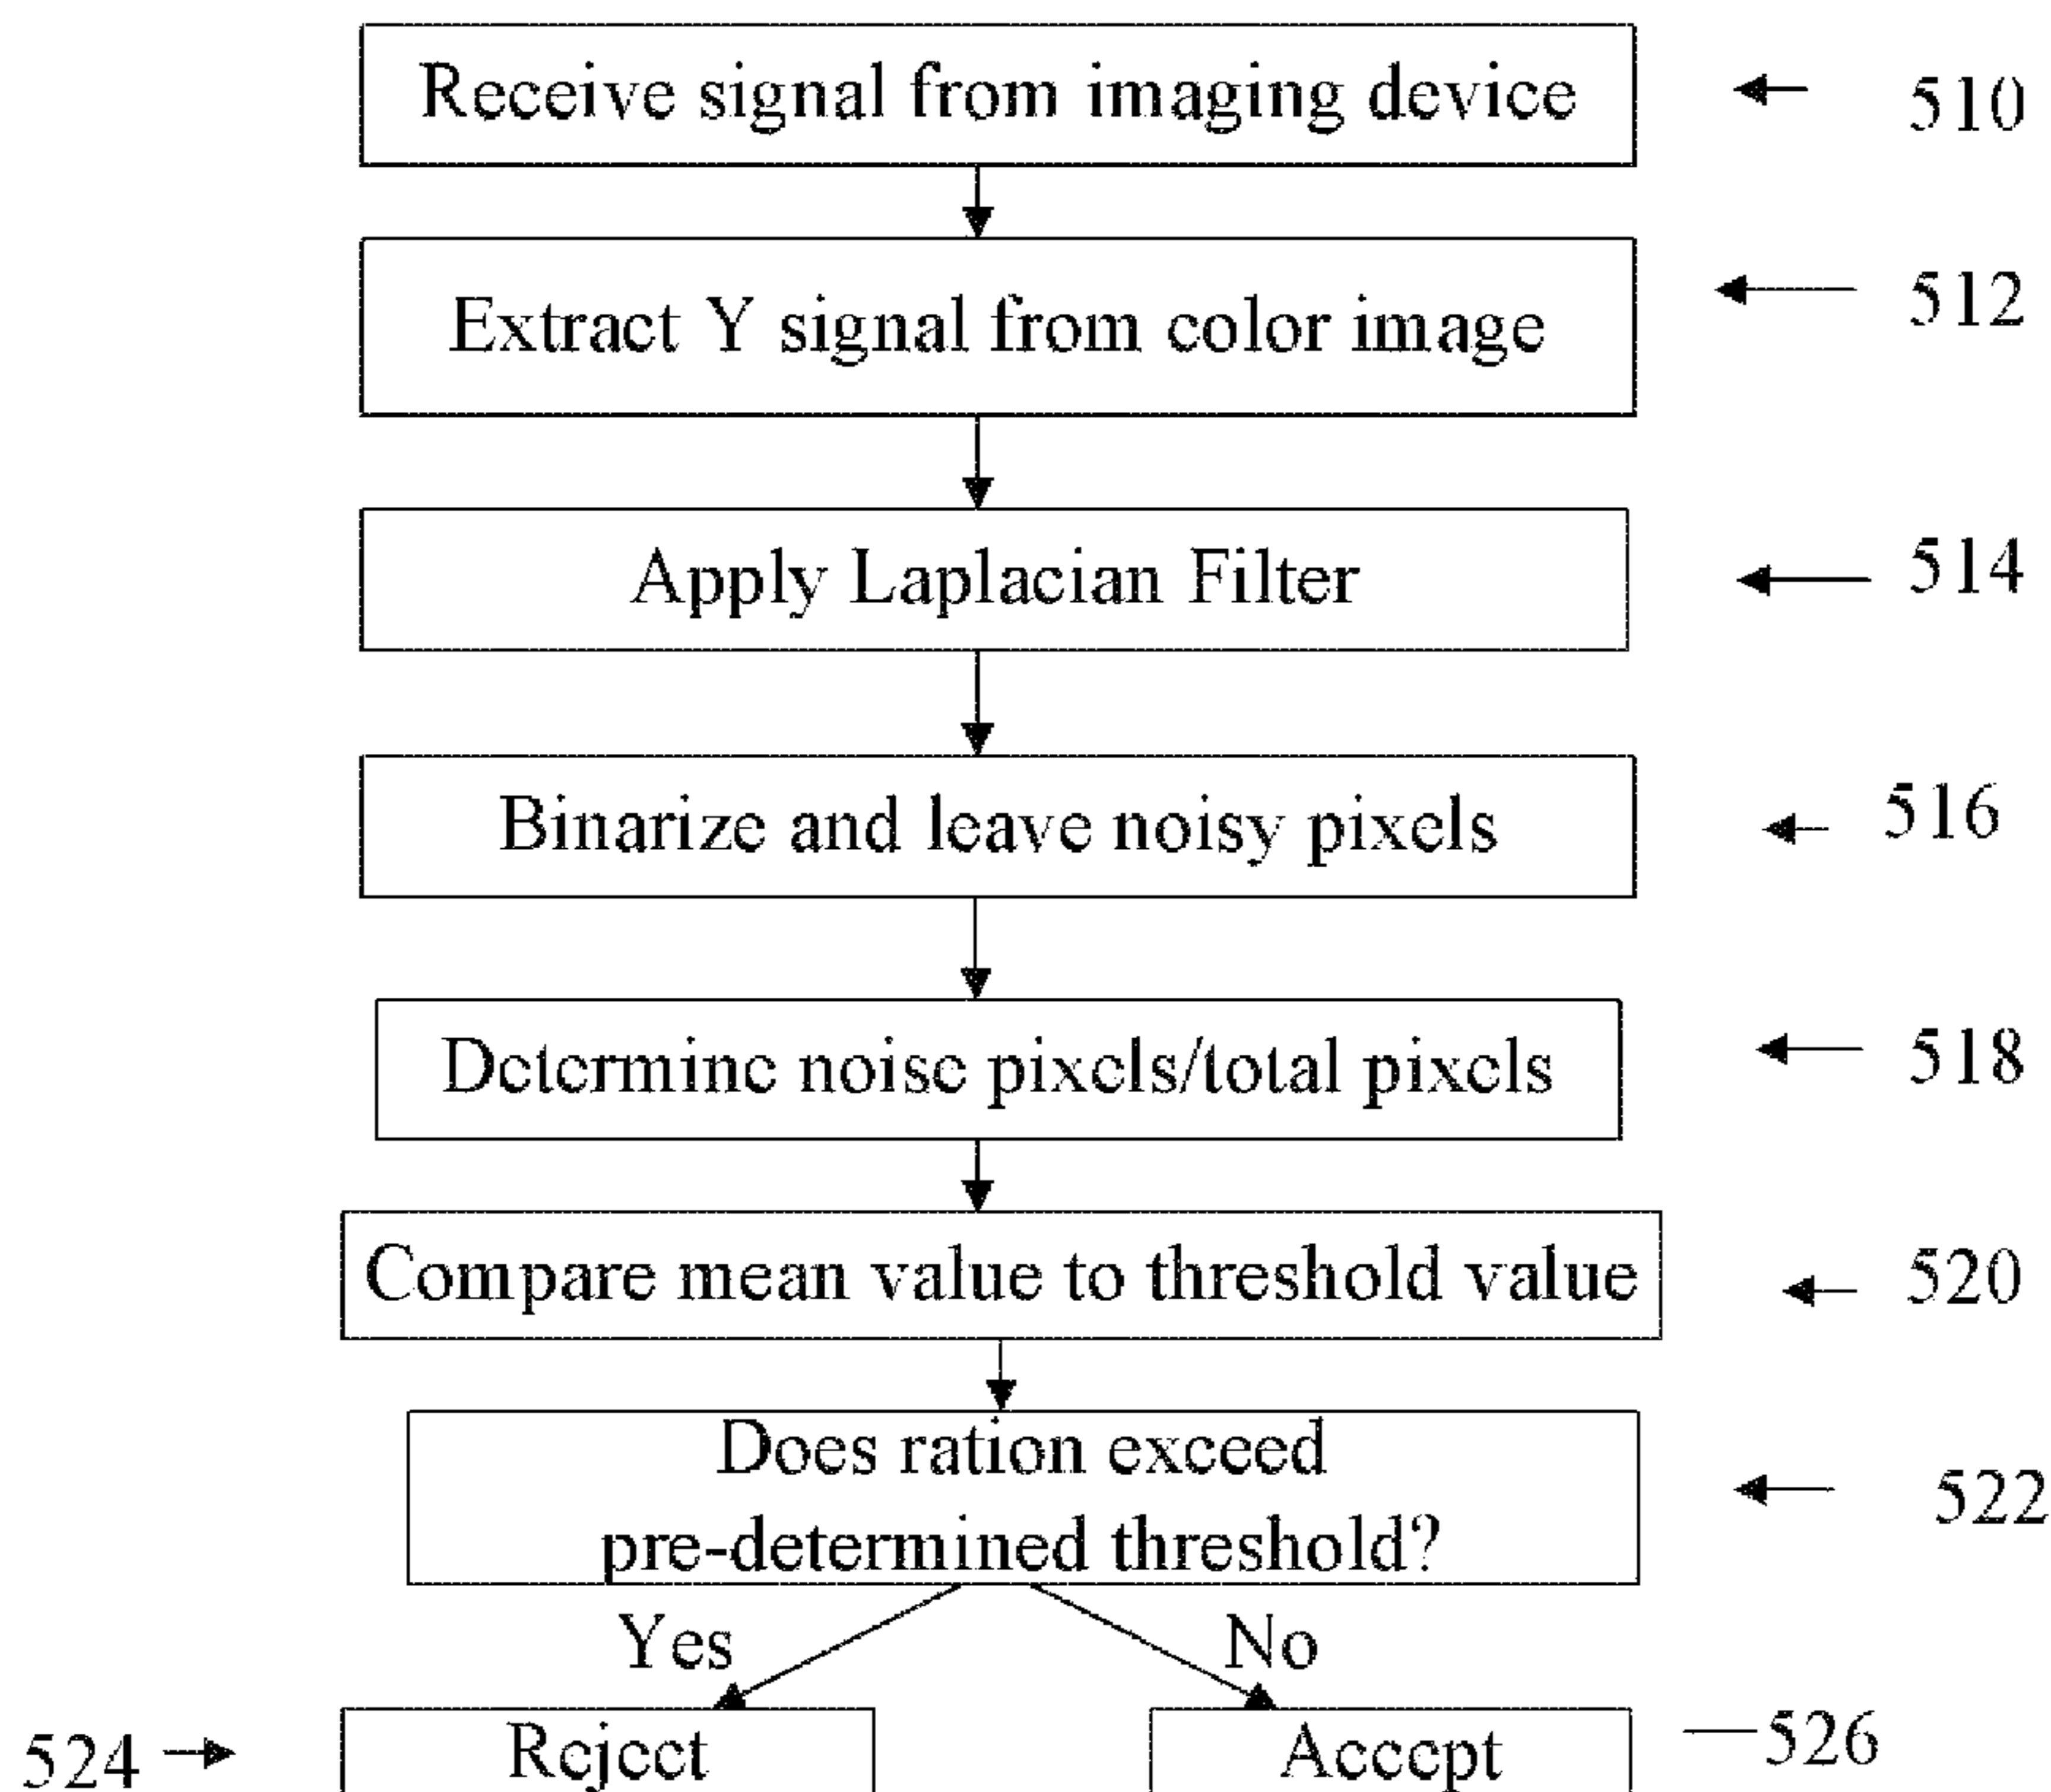 Receive signal from imaging device
510
Extract Y signal from color image
512
Apply Laplacian Filter
514
Binarize and leave noisy pixels
516
Determine noise pixels/total pixels
518
Compare mean value to threshold value
520
Does ration exceed
pre-determined threshold?
522
Yes
No
524
Reject
Accept
526